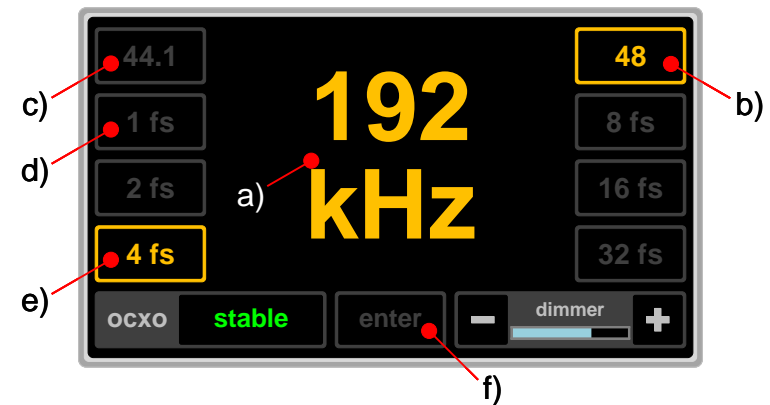 44.1
192
48
c)
b)
1 fs
8 fs
d)
a)
kHz
2 fs
16 fs
4 fs
32 fs
e)
ocxo stable enter - dimmer +
f)